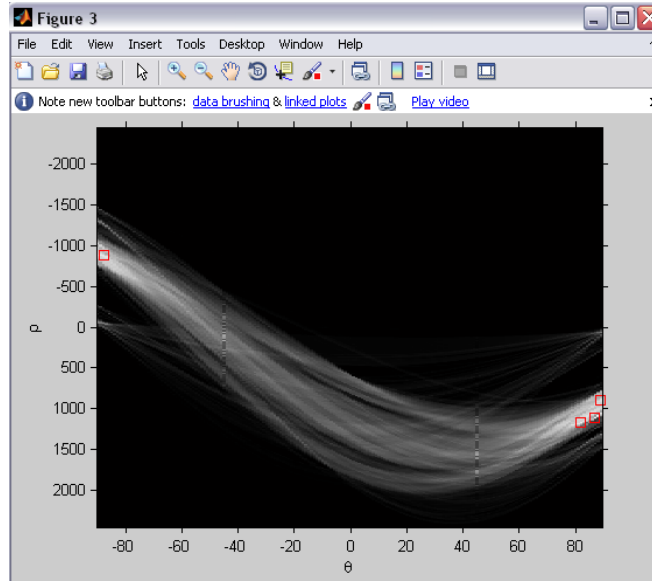 Figure 3
File Edit View Insert Tools Desktop Window Help
Note new toolbar buttons: data brushing & linked plots Play video
-2000
-1500
-1000
-500
ρ 0
500
1000
1500
2000
-80 -60 -40 -20 0 20 40 60 80
θ